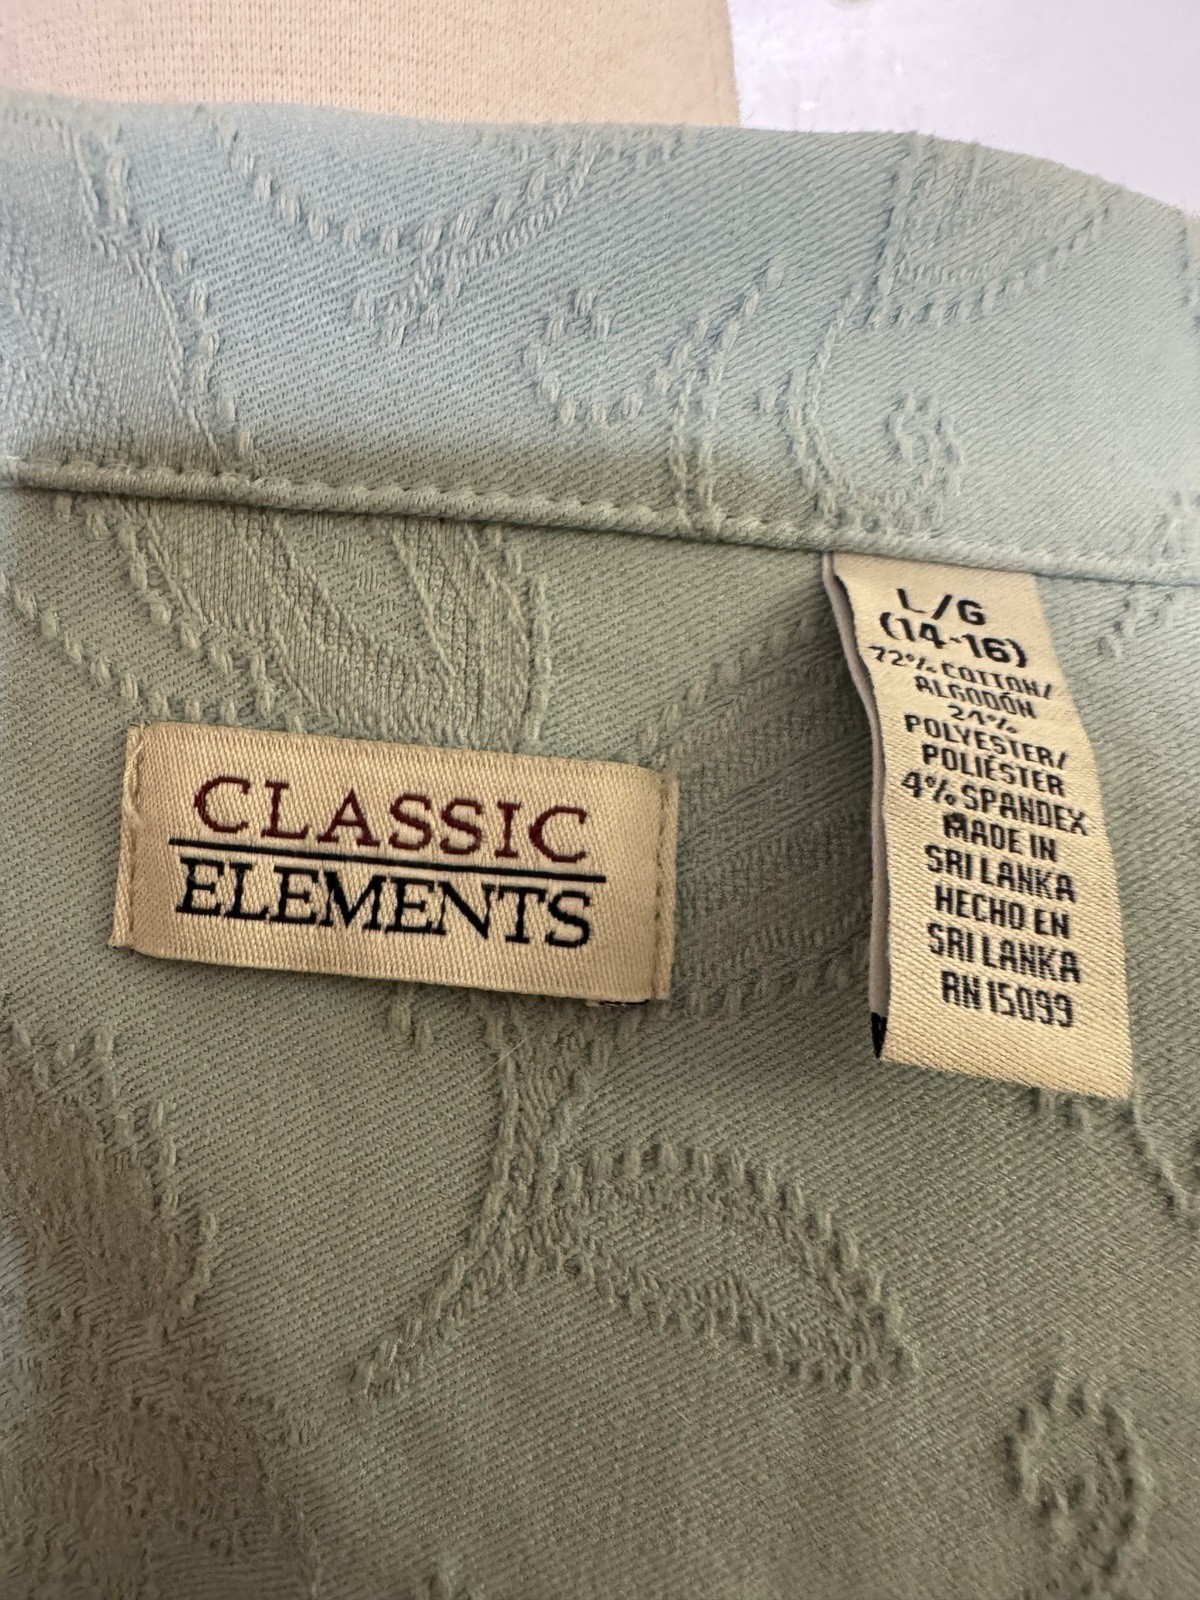 CLASSIC
ELEMENTS
L/G
(14-16)
72% COTTON/
ALGODÓN
24%
POLYESTER/
POLIÉSTER
4% SPANDEX
MADE IN
SRI LANKA
HECHO EN
SRI LANKA
RN 15099